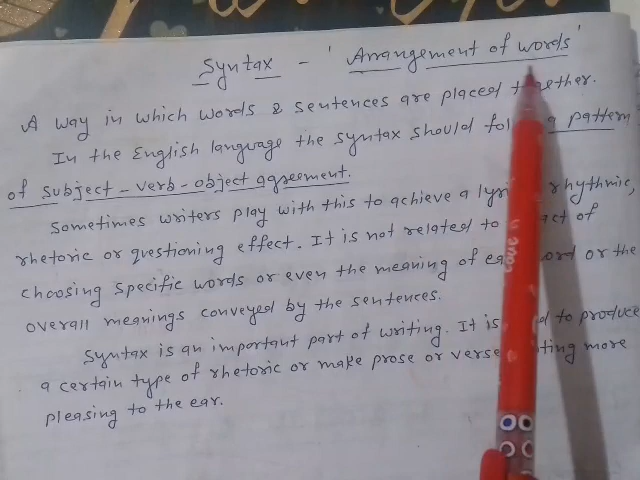 Syntax - 'Arrangement of words'
A way in which words & sentences are placed together.
In the English language the syntax should a pattern
of subject-verb-object agreement.
Sometimes writers play with this to achieve a rhythmic,
rhetoric or questioning effect. It is not related to of
choosing specific words or even the meaning of or the
overall meanings conveyed by the sentences.
Syntax is an important part of writing. It is to produce
a certain type of rhetoric or make prose or verse more
pleasing to the ear.